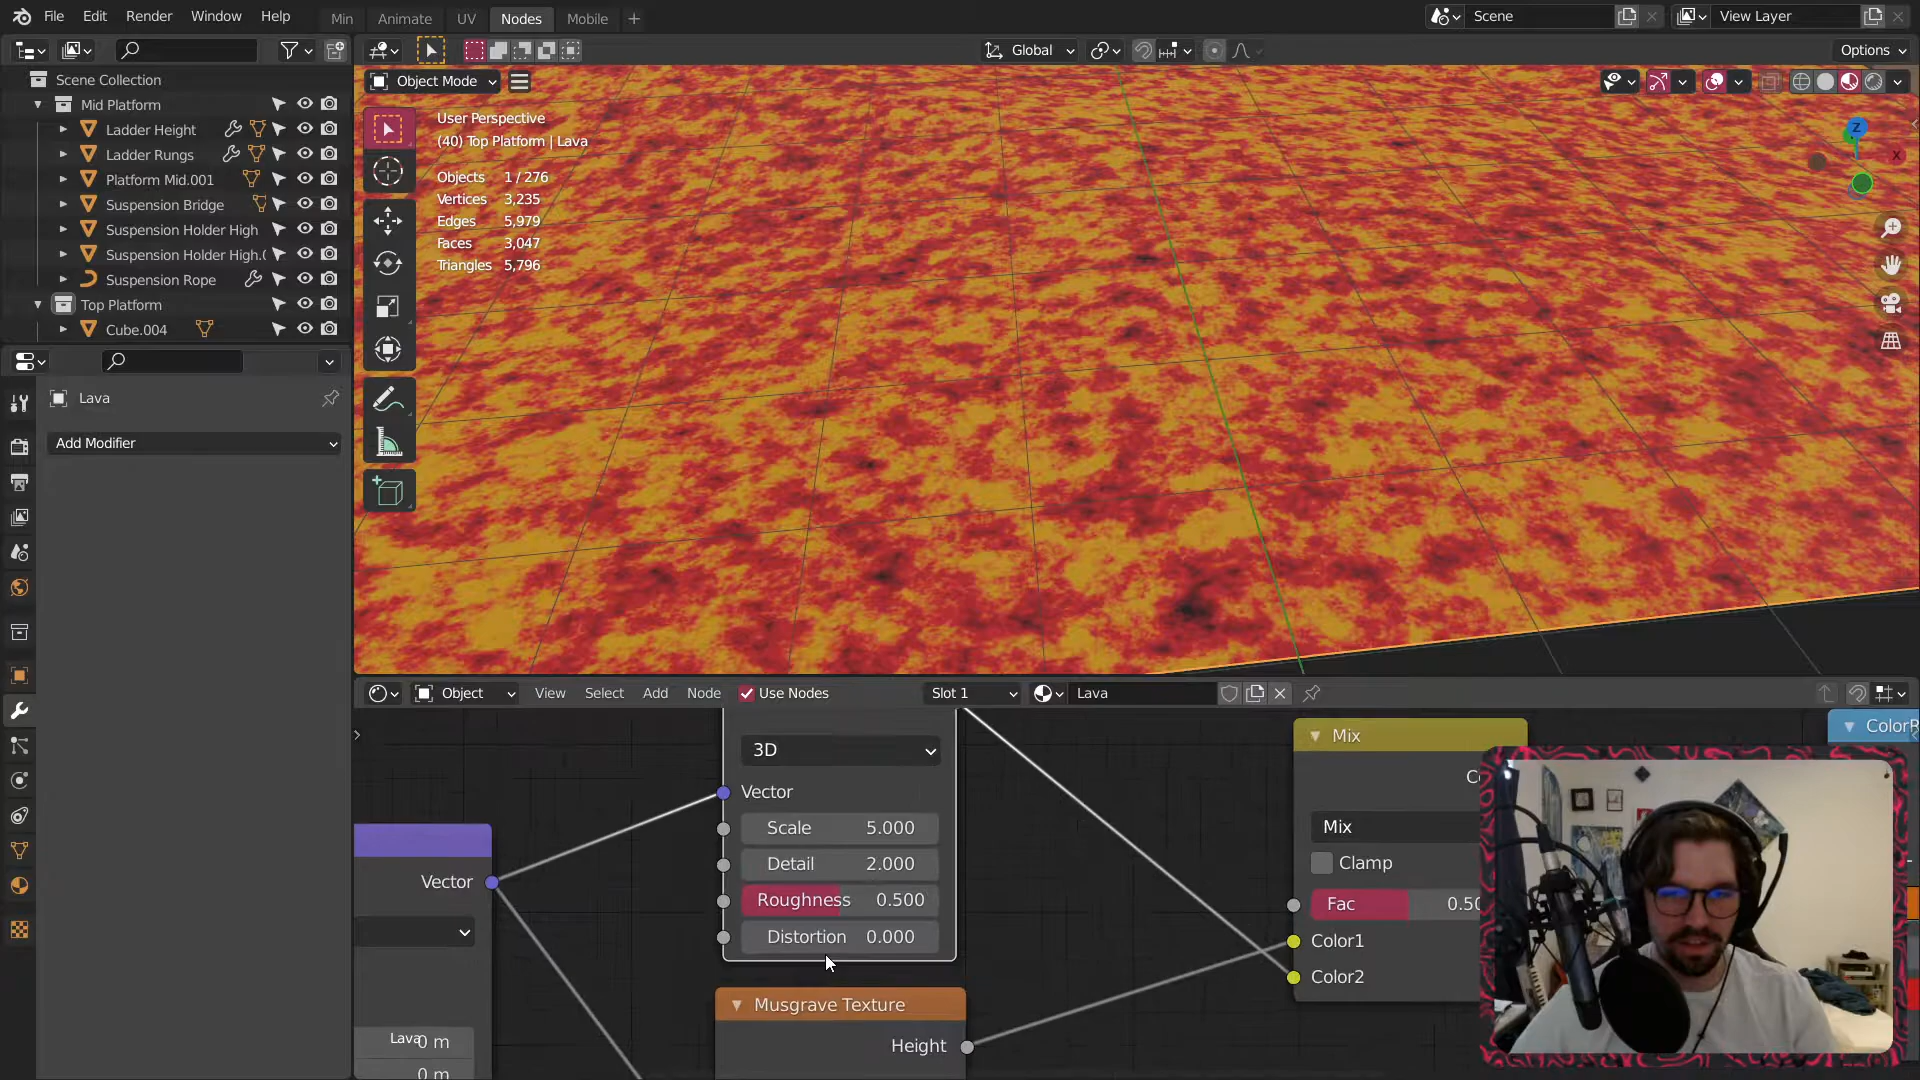 File Edit Render Window Help Min Animate UV Nodes Mobile + Scene View Layer
Global Options
Scene Collection
Mid Platform
Ladder Height
Ladder Rungs
Platform Mid.001
Suspension Bridge
Suspension Holder High
Suspension Holder High.(
Suspension Rope
Top Platform
Cube.004
Lava
Add Modifier
Object Mode
User Perspective
(40) Top Platform | Lava
Objects 1 / 276
Vertices 3,235
Edges 5,979
Faces 3,047
Triangles 5,796
Z
X
Object View Select Add Node Use Nodes Slot 1 Lava
3D
Vector
Scale 5.000
Detail 2.000
Roughness 0.500
Distortion 0.000
Vector
Lava
0 m
0 m
Musgrave Texture
Height
Mix
Mix
Clamp
Fac 0.50
Color1
Color2
ColorR